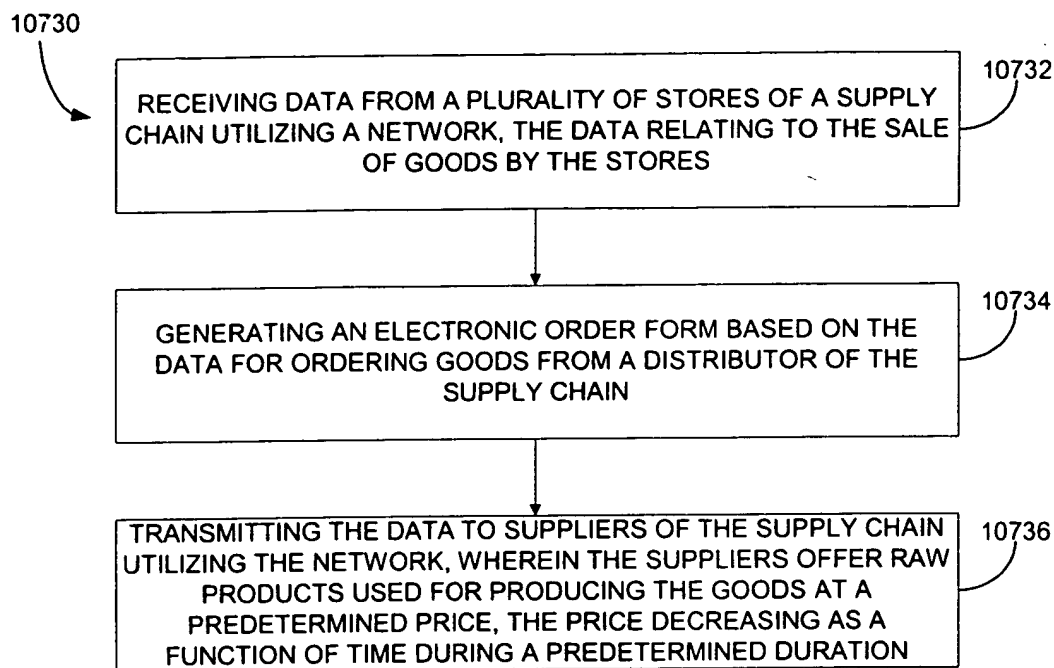 10730
10732
RECEIVING DATA FROM A PLURALITY OF STORES OF A SUPPLY
CHAIN UTILIZING A NETWORK, THE DATA RELATING TO THE SALE
OF GOODS BY THE STORES
10734
GENERATING AN ELECTRONIC ORDER FORM BASED ON THE
DATA FOR ORDERING GOODS FROM A DISTRIBUTOR OF THE
SUPPLY CHAIN
10736
TRANSMITTING THE DATA TO SUPPLIERS OF THE SUPPLY CHAIN
UTILIZING THE NETWORK, WHEREIN THE SUPPLIERS OFFER RAW
PRODUCTS USED FOR PRODUCING THE GOODS AT A
PREDETERMINED PRICE, THE PRICE DECREASING AS A
FUNCTION OF TIME DURING A PREDETERMINED DURATION